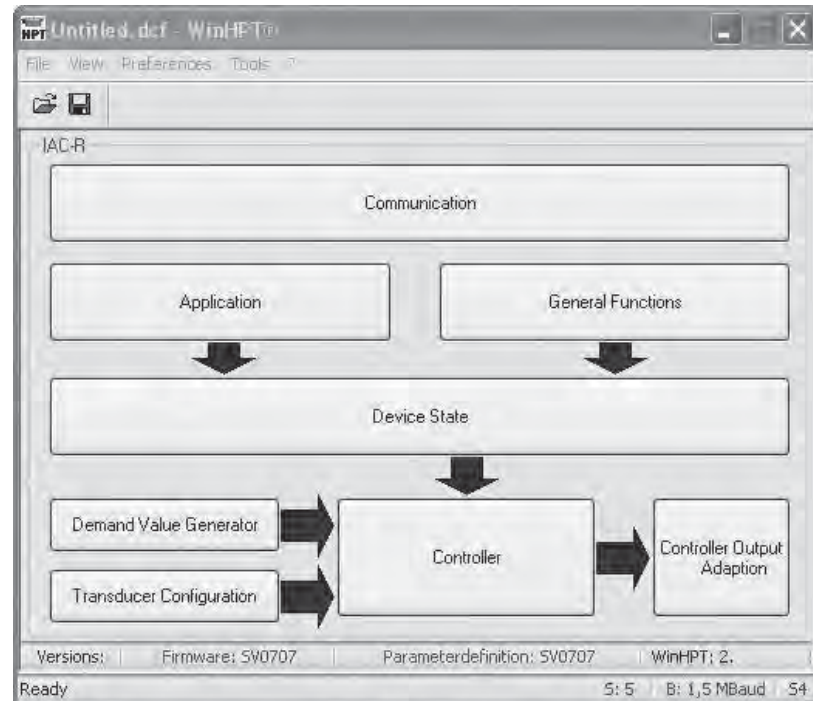 HPT Untitled.dcf - WinHPT
File View Preferences Tools ?
IAC-R
Communication
Application General Functions
Device State
Demand Value Generator
Controller
Controller Output
Adaption
Transducer Configuration
Versions: Firmware: SV0707 Parameterdefinition: SV0707 WinHPT: 2.
Ready S: 5 B: 1,5 MBaud S4